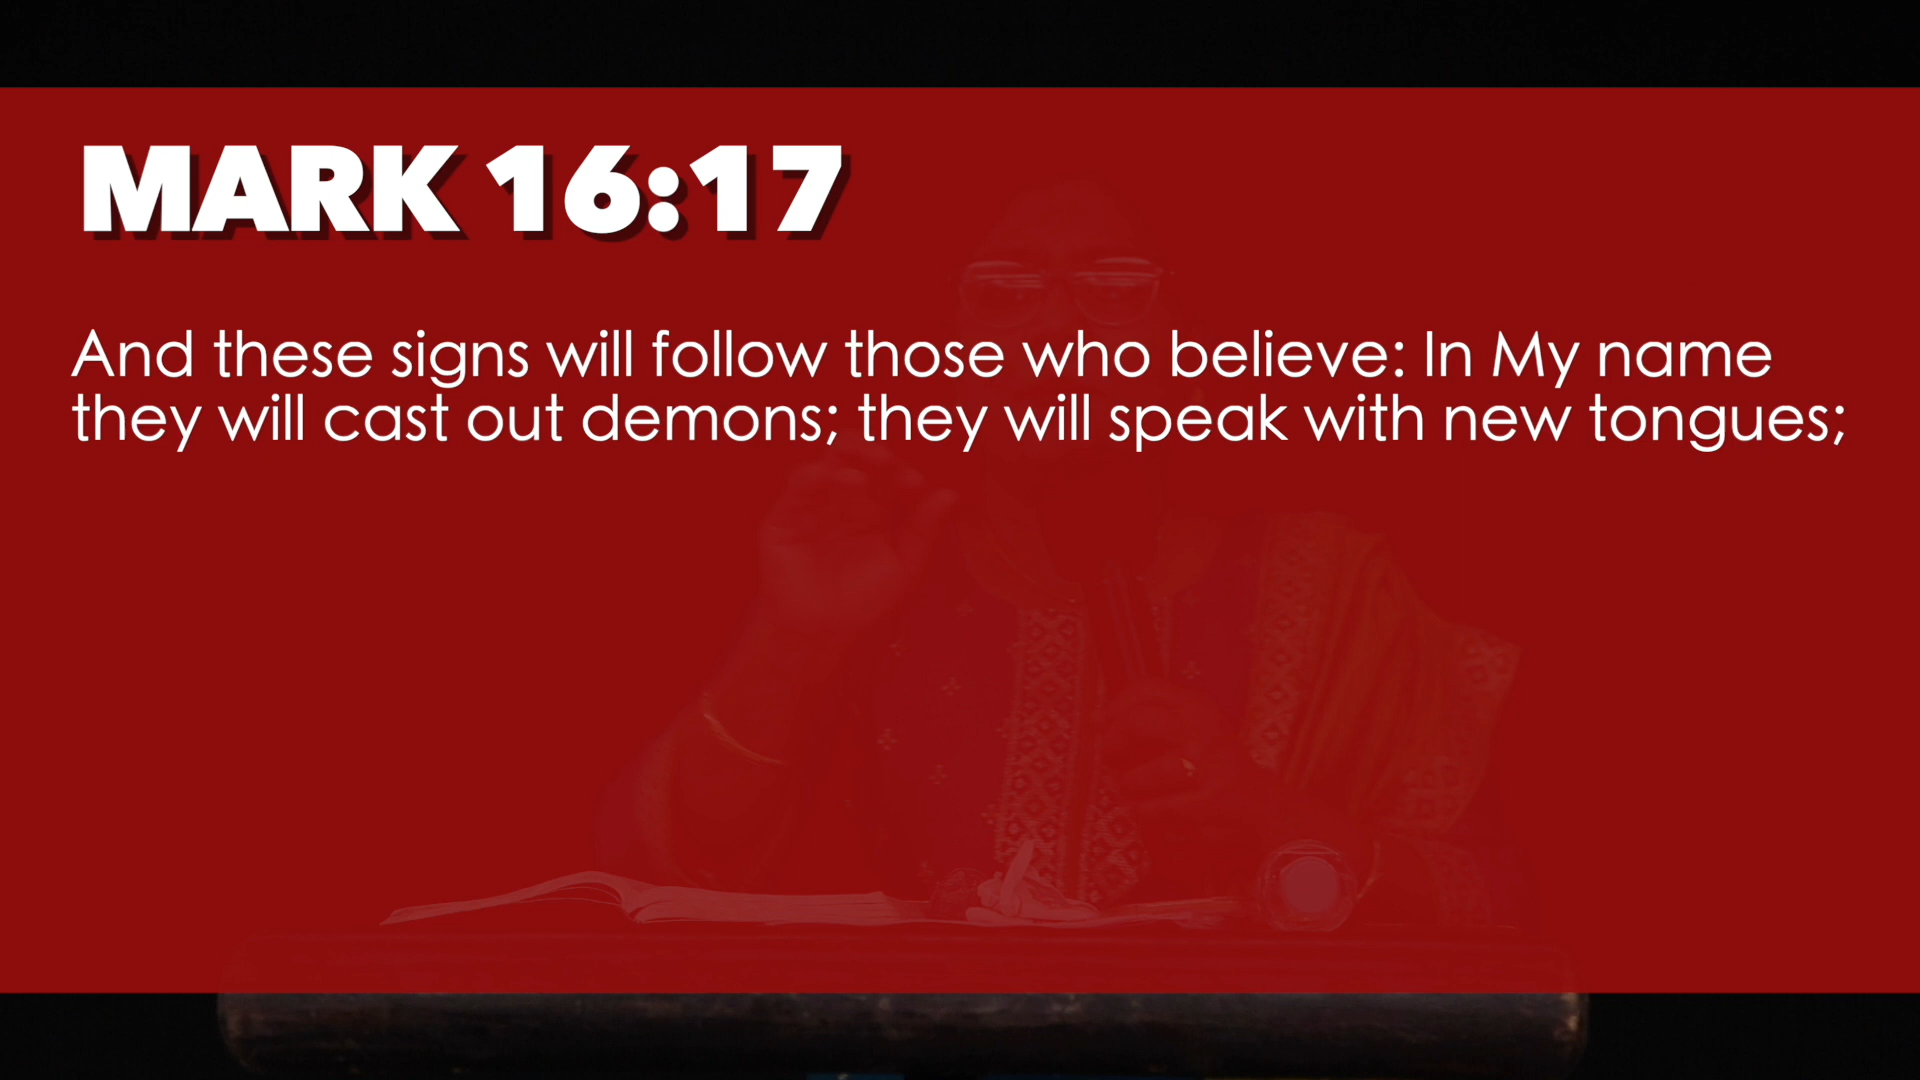 MARK 16:17
And these signs will follow those who believe: In My name
they will cast out demons; they will speak with new tongues;